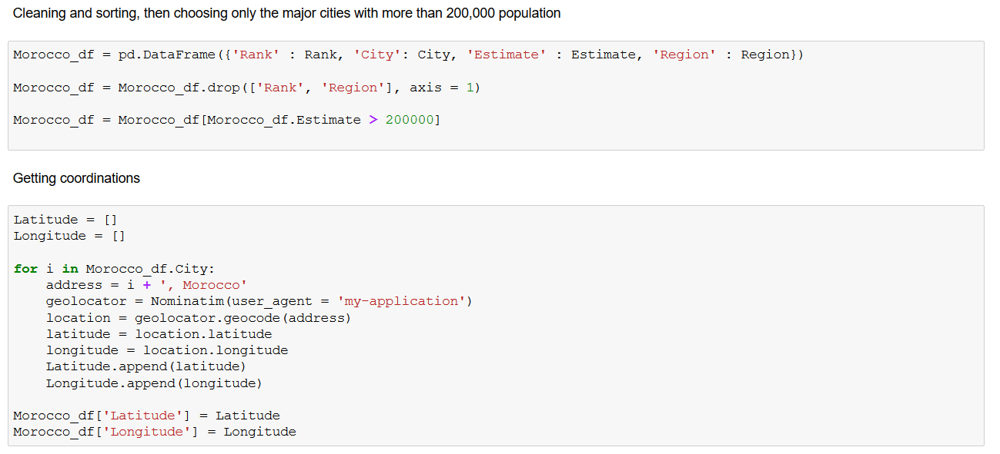 Cleaning and sorting, then choosing only the major cities with more than 200,000 population
Morocco_df = pd.DataFrame({'Rank' : Rank, 'City': City, 'Estimate' : Estimate, 'Region' : Region})
Morocco_df = Morocco_df.drop(['Rank', 'Region'], axis = 1)
Morocco_df = Morocco_df[Morocco_df.Estimate > 200000]
Getting coordinations
Latitude = []
Longitude = []
for i in Morocco_df.City:
    address = i + ', Morocco'
    geolocator = Nominatim(user_agent = 'my-application')
    location = geolocator.geocode(address)
    latitude = location.latitude
    longitude = location.longitude
    Latitude.append(latitude)
    Longitude.append(longitude)
Morocco_df['Latitude'] = Latitude
Morocco_df['Longitude'] = Longitude